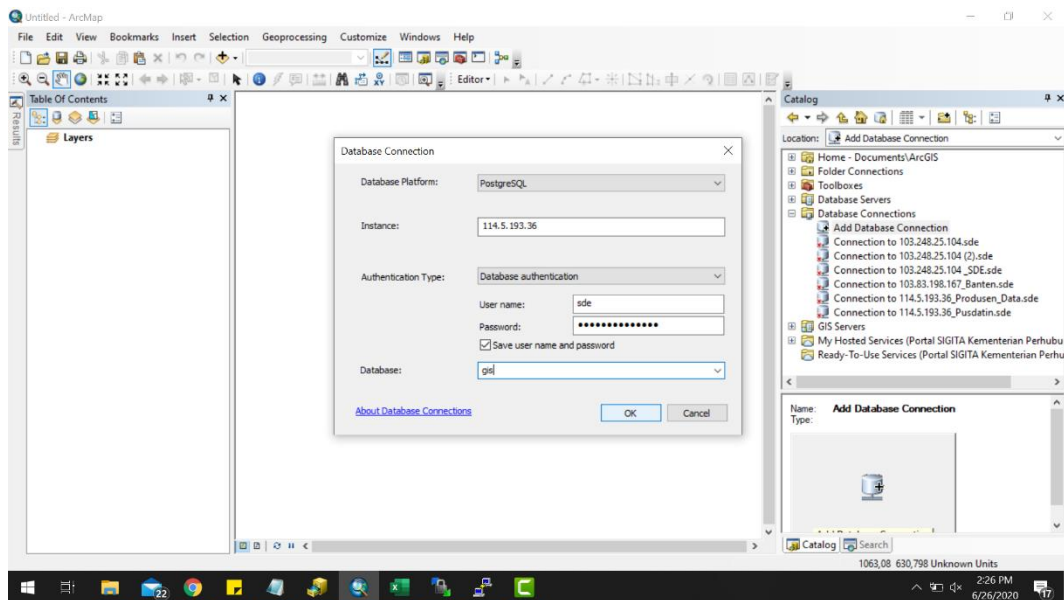 Untitled - ArcMap
File Edit View Bookmarks Insert Selection Geoprocessing Customize Windows Help
Editor
Results
Table Of Contents
Layers
Database Connection
Database Platform: PostgreSQL
Instance: 114.5.193.36
Authentication Type: Database authentication
User name: sde
Password: ••••••••••••••
Save user name and password
Database: gis
About Database Connections
OK Cancel
Catalog
Location: Add Database Connection
Home - Documents\ArcGIS
Folder Connections
Toolboxes
Database Servers
Database Connections
Add Database Connection
Connection to 103.248.25.104.sde
Connection to 103.248.25.104 (2).sde
Connection to 103.248.25.104 _SDE.sde
Connection to 103.83.198.167_Banten.sde
Connection to 114.5.193.36_Produsen_Data.sde
Connection to 114.5.193.36_Pusdatin.sde
GIS Servers
My Hosted Services (Portal SIGITA Kementerian Perhubu
Ready-To-Use Services (Portal SIGITA Kementerian Perhu
Name: Add Database Connection
Type:
Catalog Search
1063,08 630,798 Unknown Units
22
2:26 PM
6/26/2020
17